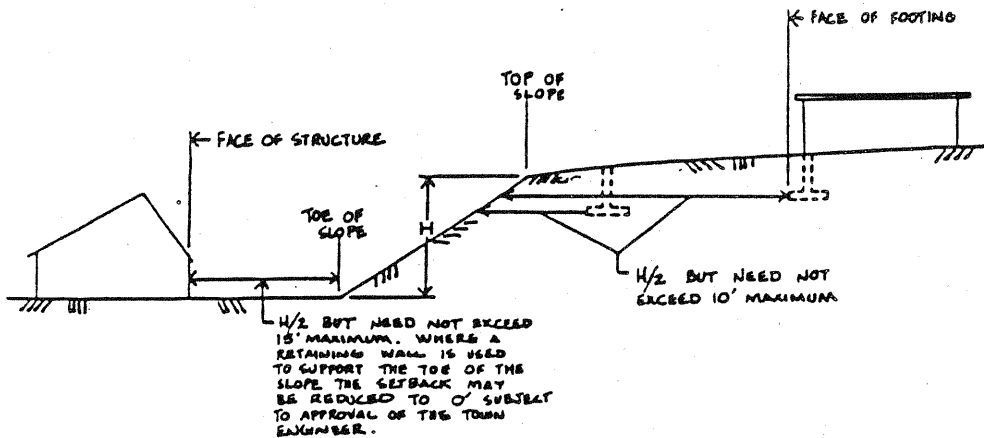 FACE OF FOOTING
TOP OF
SLOPE
FACE OF STRUCTURE
TOE OF
SLOPE
H
H/2 BUT NEED NOT
EXCEED 10' MAXIMUM
H/2 BUT NEED NOT EXCEED
15' MAXIMUM. WHERE A
RETAINING WALL IS USED
TO SUPPORT THE TOE OF THE
SLOPE THE SETBACK MAY
BE REDUCED TO 0' SUBJECT
TO APPROVAL OF THE TOWN
ENGINEER.